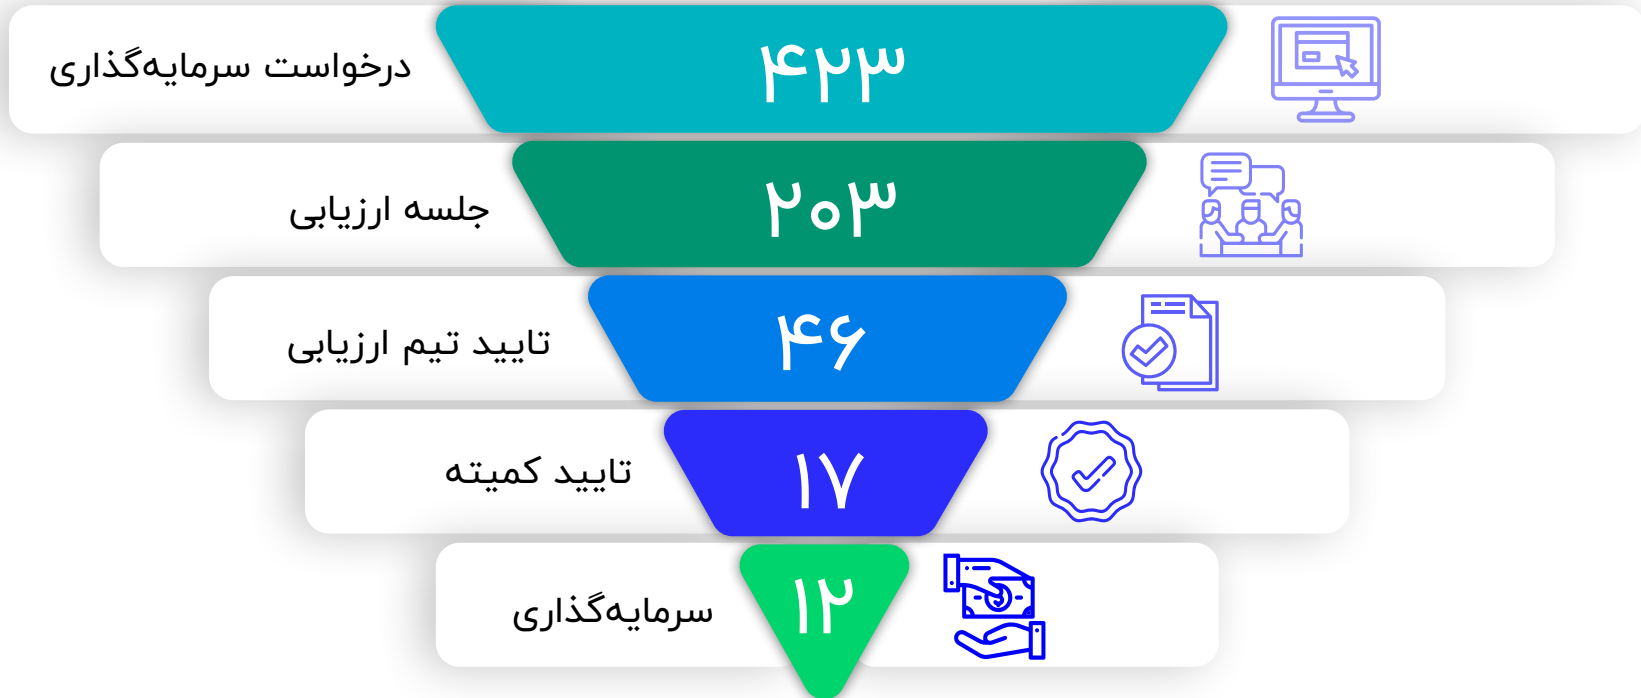 درخواست سرمایه‌گذاری
۴۲۳
جلسه ارزیابی
۲۰۳
تایید تیم ارزیابی
۴۶
تایید کمیته
۱۷
سرمایه‌گذاری
۱۲